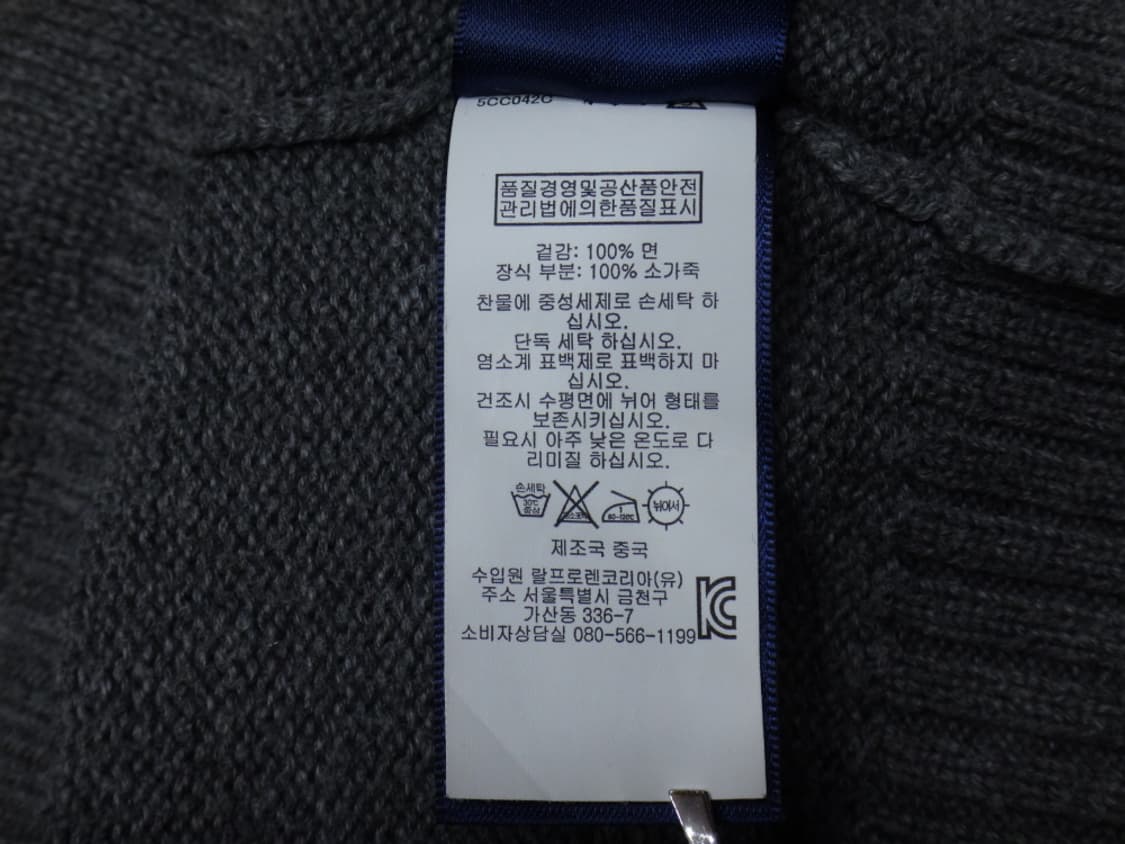 5CC042C
품질경영및공산품안전
관리법에의한품질표시
겉감: 100% 면
장식 부분: 100% 소가죽
찬물에 중성세제로 손세탁 하
십시오.
단독 세탁 하십시오.
염소계 표백제로 표백하지 마
십시오.
건조시 수평면에 뉘어 형태를
보존시키십시오.
필요시 아주 낮은 온도로 다
리미질 하십시오.
손세탁
30℃
중성
80-120℃
뉘어서
제조국 중국
수입원 랄프로렌코리아(유)
주소 서울특별시 금천구
가산동 336-7
소비자상담실 080-566-1199